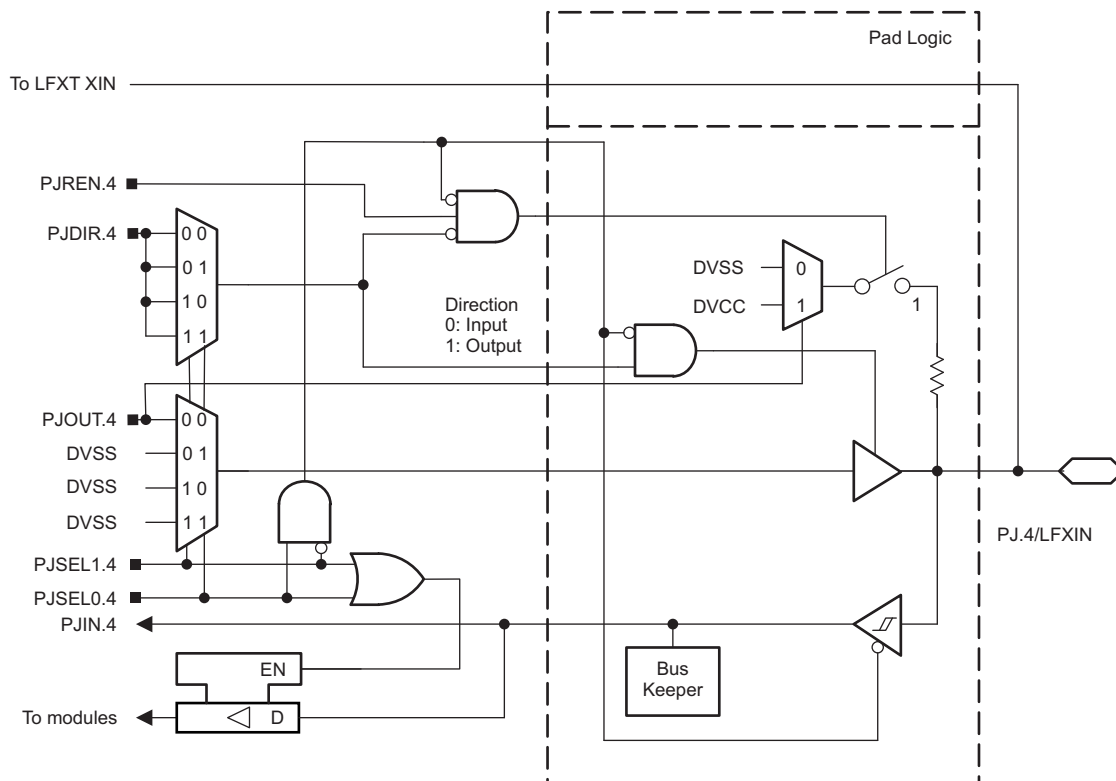 Pad Logic
To LFXT XIN
PJREN.4
PJDIR.4
0 0
0 1
1 0
1 1
Direction
0: Input
1: Output
DVSS
0
DVCC
1
1
PJOUT.4
0 0
DVSS
0 1
DVSS
1 0
DVSS
1 1
PJ.4/LFXIN
PJSEL1.4
PJSEL0.4
PJIN.4
EN
D
To modules
Bus
Keeper